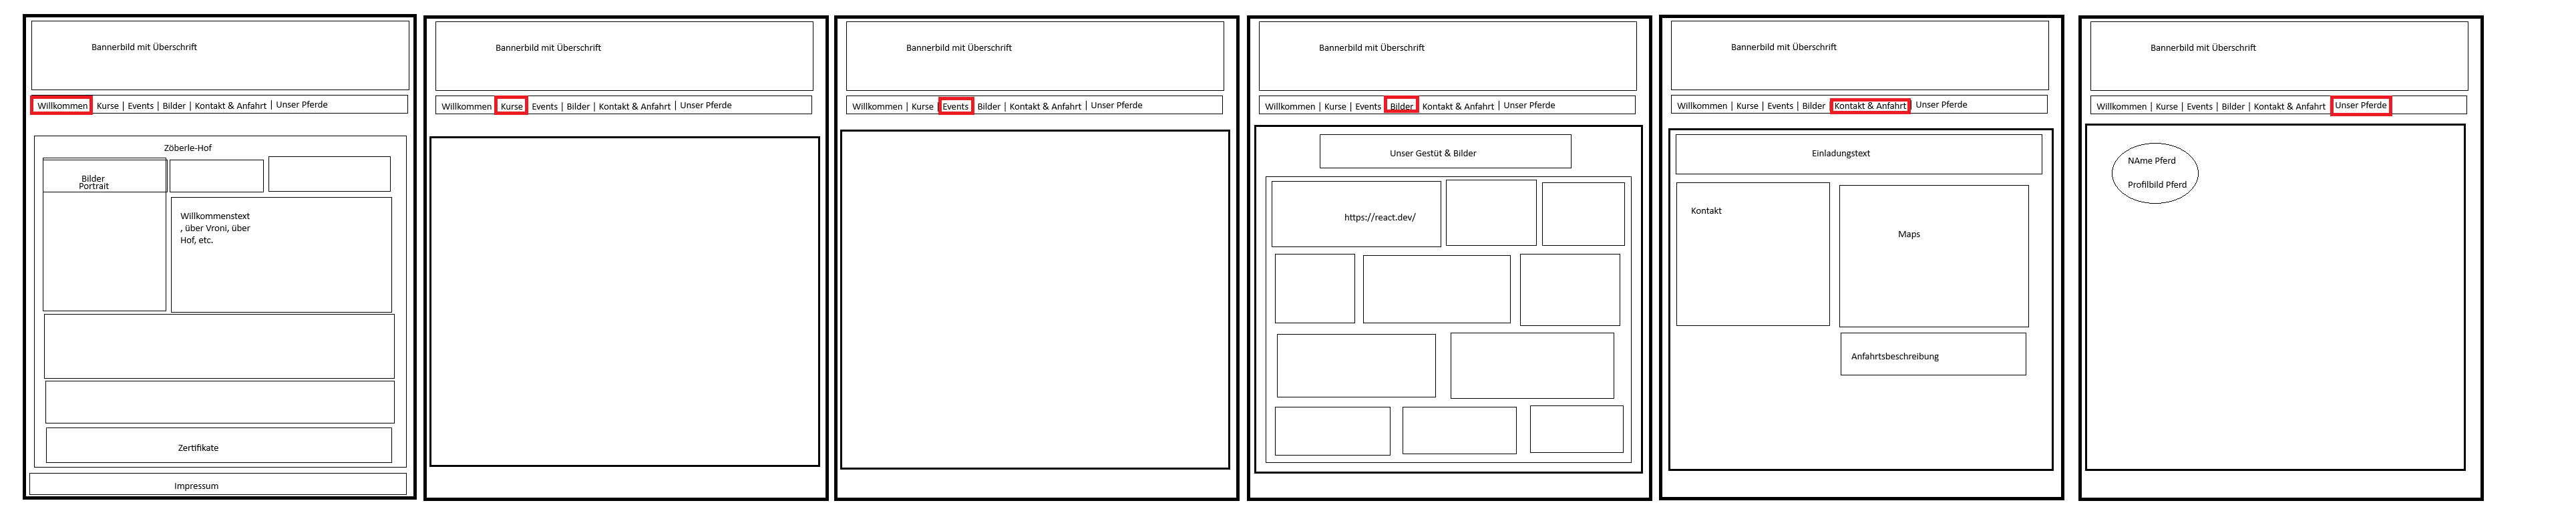 Bannerbild mit Überschrift
Willkommen Kurse | Events | Bilder | Kontakt & Anfahrt | Unser Pferde
Zöberle-Hof
Bilder
Portrait
Willkommenstext
, über Vroni, über
Hof, etc.
Zertifikate
Impressum
Bannerbild mit Überschrift
Willkommen Kurse Events | Bilder | Kontakt & Anfahrt | Unser Pferde
Bannerbild mit Überschrift
Willkommen | Kurse | Events Bilder | Kontakt & Anfahrt | Unser Pferde
Bannerbild mit Überschrift
Willkommen | Kurse | Events Bilder Kontakt & Anfahrt | Unser Pferde
Unser Gestüt & Bilder
https://react.dev/
Bannerbild mit Überschrift
Willkommen | Kurse | Events | Bilder | Kontakt & Anfahrt | Unser Pferde
Einladungstext
Kontakt
Maps
Anfahrtsbeschreibung
Bannerbild mit Überschrift
Willkommen | Kurse | Events | Bilder | Kontakt & Anfahrt Unser Pferde
NAme Pferd
Profilbild Pferd